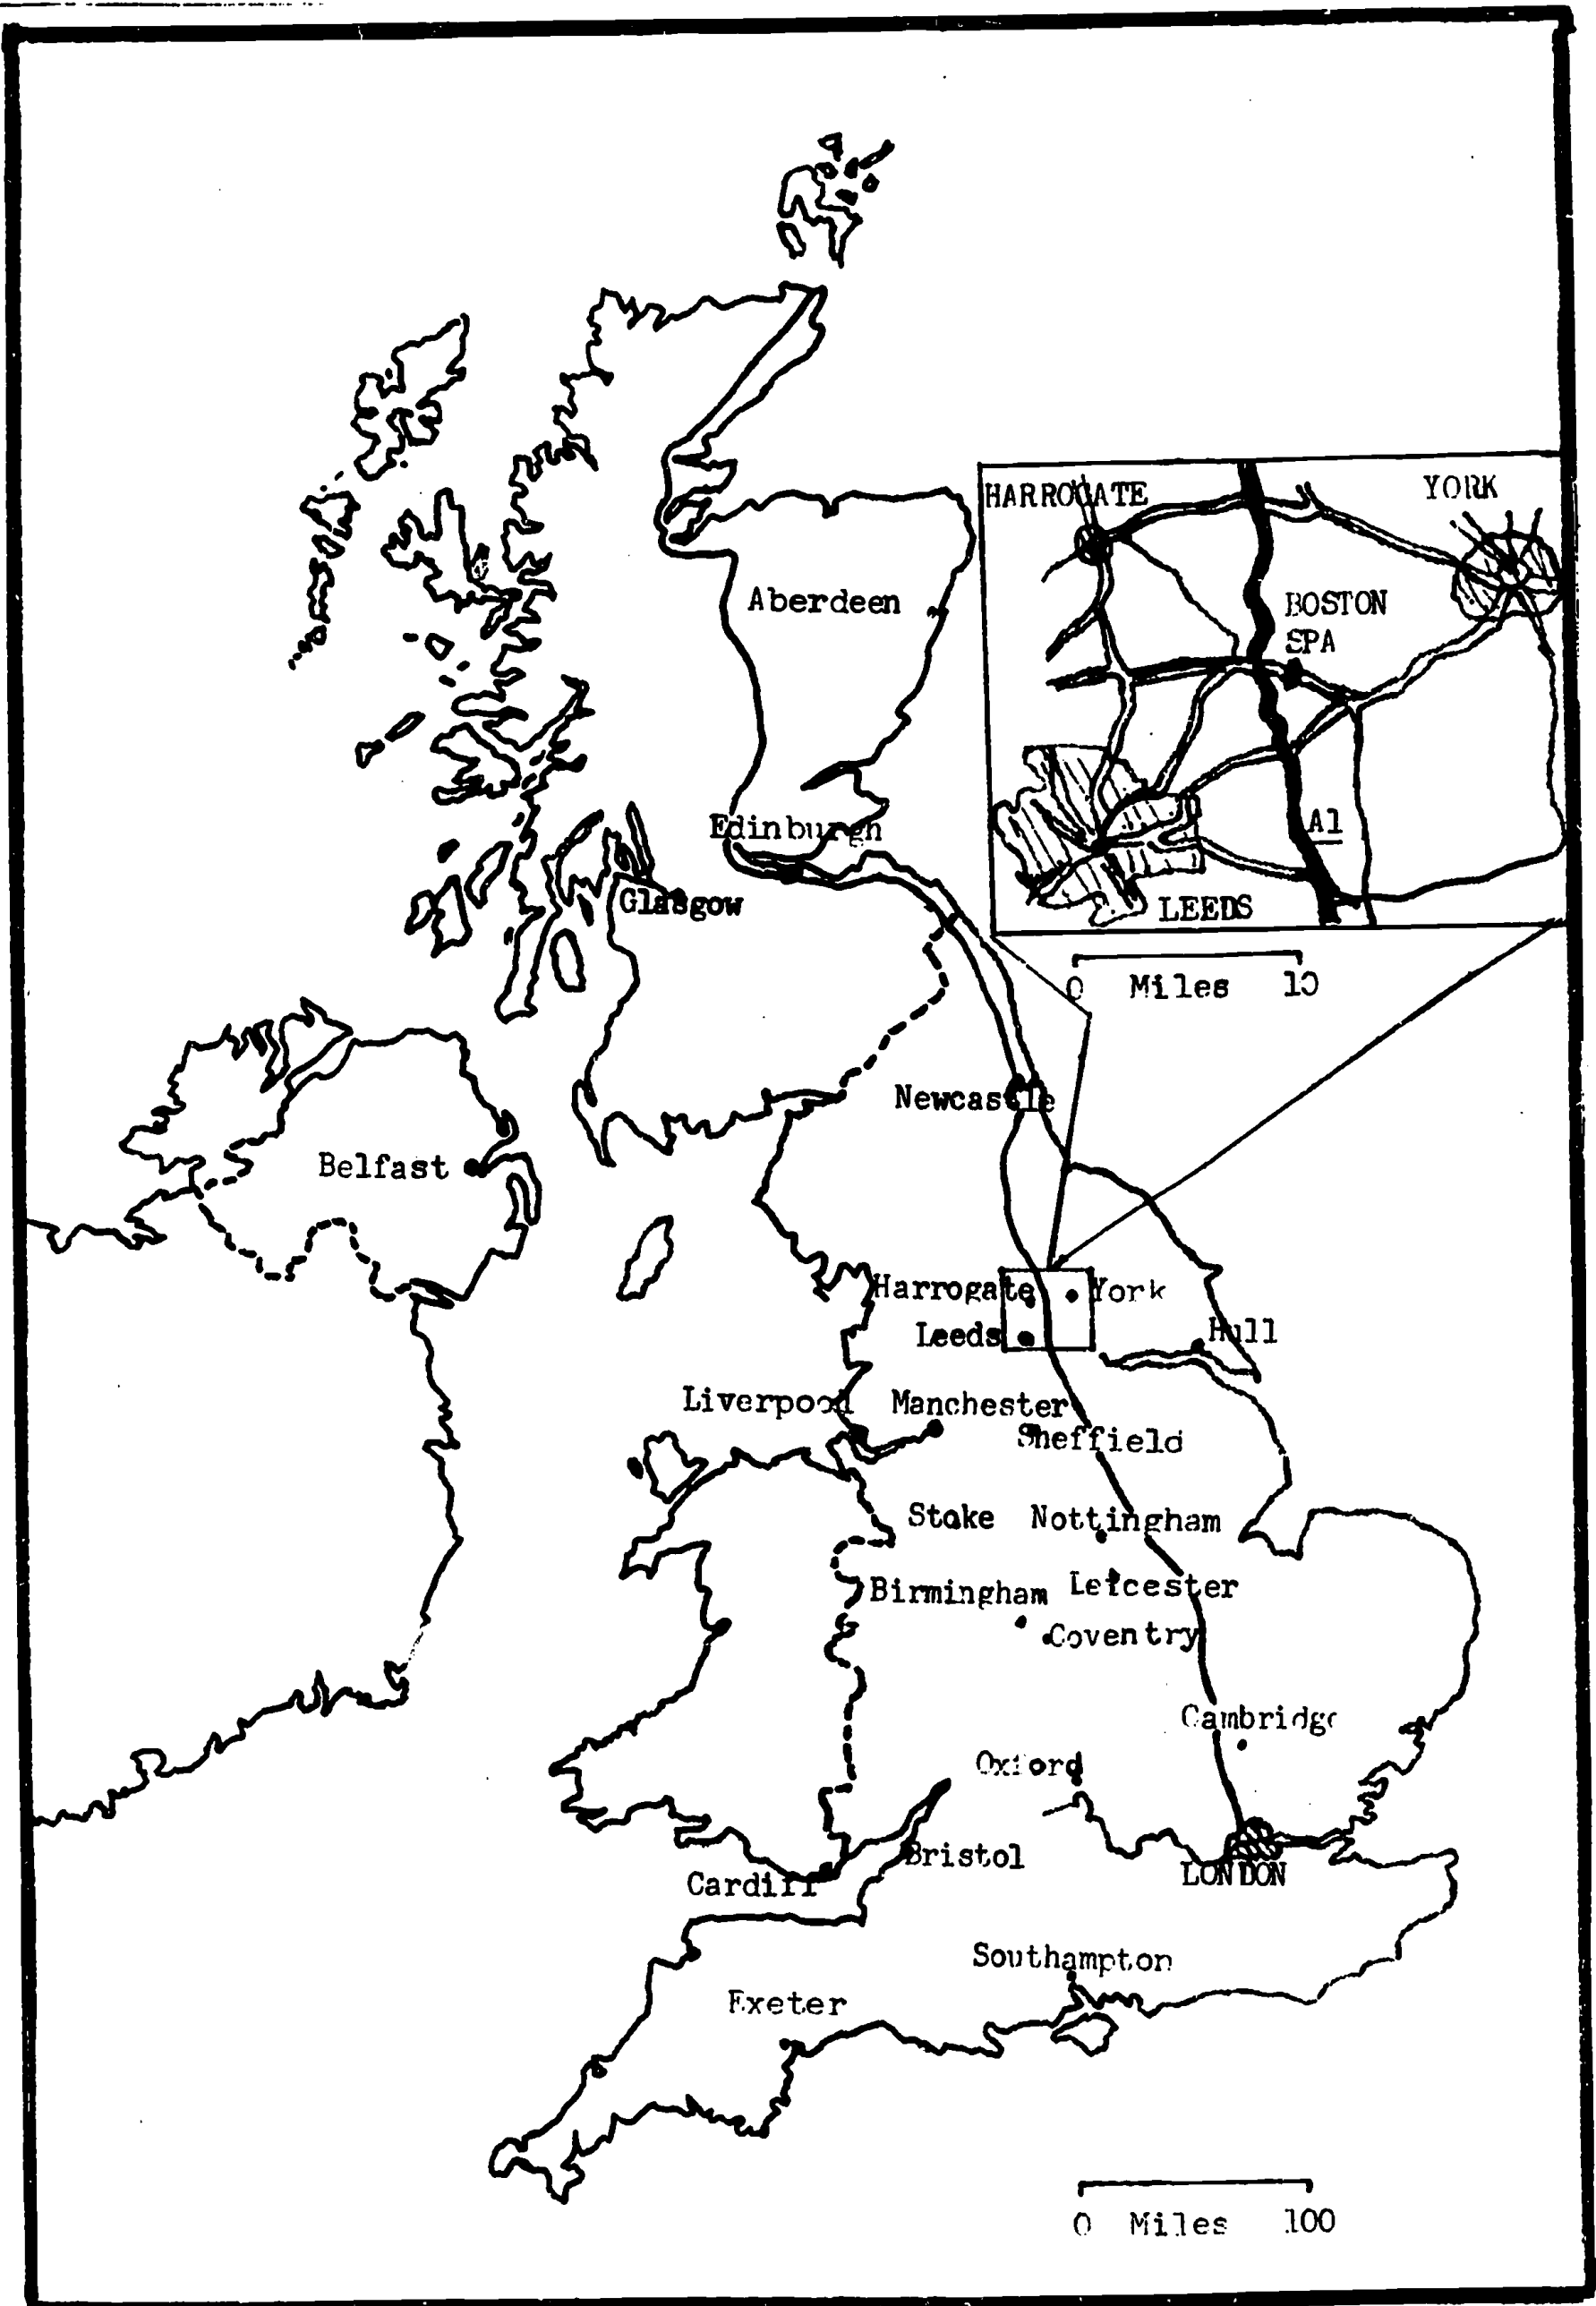 HARROGATE
YORK
Aberdeen
BOSTON
SPA
Edinburgh
A1
Glasgow
LEEDS
0 Miles 10
Newcastle
Belfast
Harrogate
York
Leeds
Hull
Liverpool
Manchester
Sheffield
Stoke
Nottingham
Birmingham
Leicester
Coventry
Cambridge
Oxford
Bristol
LONDON
Cardiff
Southampton
Exeter
0 Miles 100